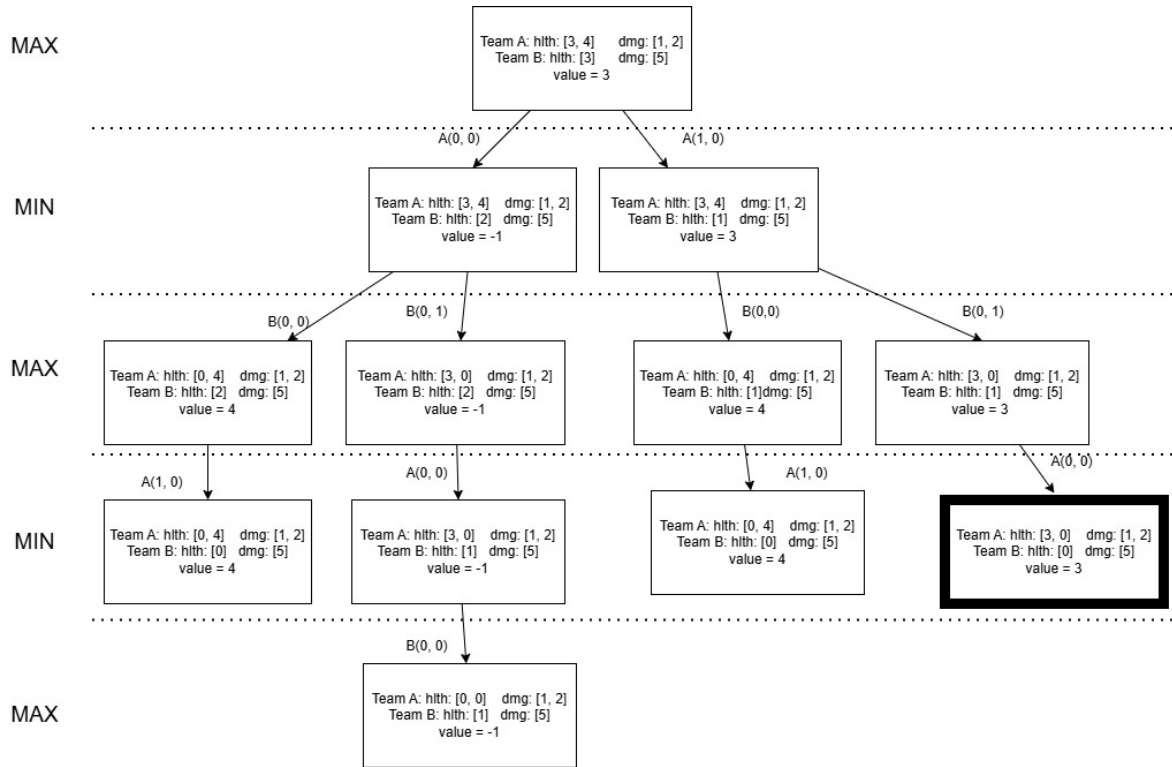 MAX
Team A: hlth: [3, 4] dmg: [1, 2]
Team B: hlth: [3] dmg: [5]
value = 3
A(0, 0)
A(1, 0)
MIN
Team A: hlth: [3, 4] dmg: [1, 2]
Team B: hlth: [2] dmg: [5]
value = -1
Team A: hlth: [3, 4] dmg: [1, 2]
Team B: hlth: [1] dmg: [5]
value = 3
B(0, 0)
B(0, 1)
B(0,0)
B(0, 1)
MAX
Team A: hlth: [0, 4] dmg: [1, 2]
Team B: hlth: [2] dmg: [5]
value = 4
Team A: hlth: [3, 0] dmg: [1, 2]
Team B: hlth: [2] dmg: [5]
value = -1
Team A: hlth: [0, 4] dmg: [1, 2]
Team B: hlth: [1]dmg: [5]
value = 4
Team A: hlth: [3, 0] dmg: [1, 2]
Team B: hlth: [1] dmg: [5]
value = 3
A(1, 0)
A(0, 0)
A(1, 0)
A(0, 0)
MIN
Team A: hlth: [0, 4] dmg: [1, 2]
Team B: hlth: [0] dmg: [5]
value = 4
Team A: hlth: [3, 0] dmg: [1, 2]
Team B: hlth: [1] dmg: [5]
value = -1
Team A: hlth: [0, 4] dmg: [1, 2]
Team B: hlth: [0] dmg: [5]
value = 4
Team A: hlth: [3, 0] dmg: [1, 2]
Team B: hlth: [0] dmg: [5]
value = 3
B(0, 0)
MAX
Team A: hlth: [0, 0] dmg: [1, 2]
Team B: hlth: [1] dmg: [5]
value = -1